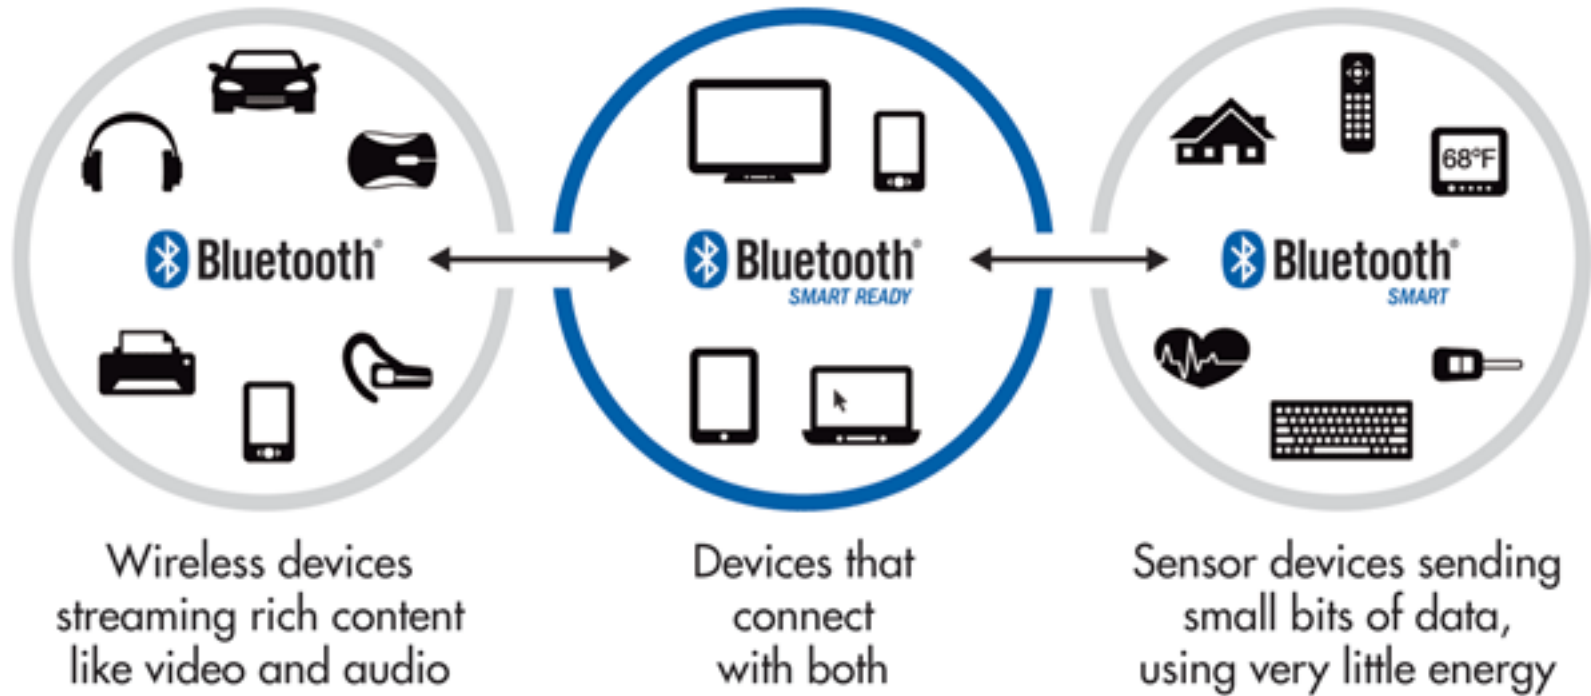 68°F
Bluetooth®
Bluetooth®
SMART READY
Bluetooth®
SMART
Wireless devices
streaming rich content
like video and audio
Devices that
connect
with both
Sensor devices sending
small bits of data,
using very little energy